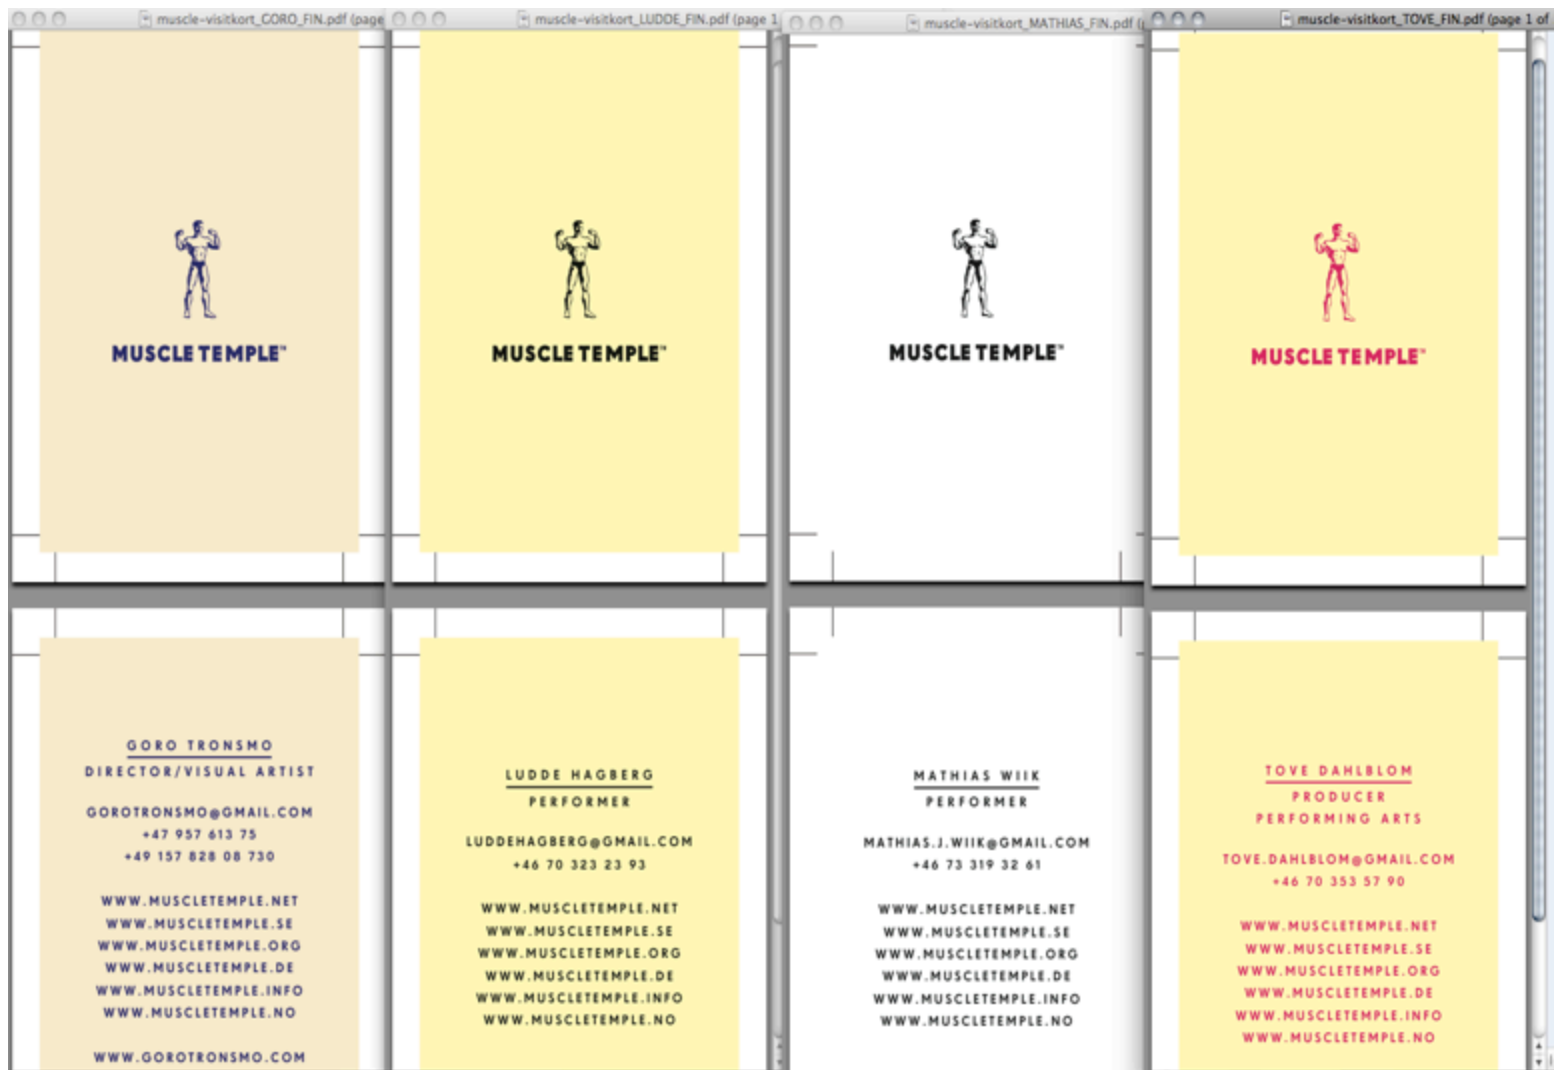 muscle-visitkort_GORO_FIN.pdf (page
muscle-visitkort_LUDDE_FIN.pdf (page 1
muscle-visitkort_MATHIAS_FIN.pdf (
muscle-visitkort_TOVE_FIN.pdf (page 1 of
MUSCLE TEMPLE™
MUSCLE TEMPLE™
MUSCLE TEMPLE™
MUSCLE TEMPLE™
GORO TRONSMO
DIRECTOR/VISUAL ARTIST
GOROTRONSMO@GMAIL.COM
+47 957 613 75
+49 157 828 08 730
WWW.MUSCLETEMPLE.NET
WWW.MUSCLETEMPLE.SE
WWW.MUSCLETEMPLE.ORG
WWW.MUSCLETEMPLE.DE
WWW.MUSCLETEMPLE.INFO
WWW.MUSCLETEMPLE.NO
WWW.GOROTRONSMO.COM
LUDDE HAGBERG
PERFORMER
LUDDEHAGBERG@GMAIL.COM
+46 70 323 23 93
WWW.MUSCLETEMPLE.NET
WWW.MUSCLETEMPLE.SE
WWW.MUSCLETEMPLE.ORG
WWW.MUSCLETEMPLE.DE
WWW.MUSCLETEMPLE.INFO
WWW.MUSCLETEMPLE.NO
MATHIAS WIIK
PERFORMER
MATHIAS.J.WIIK@GMAIL.COM
+46 73 319 32 61
WWW.MUSCLETEMPLE.NET
WWW.MUSCLETEMPLE.SE
WWW.MUSCLETEMPLE.ORG
WWW.MUSCLETEMPLE.DE
WWW.MUSCLETEMPLE.INFO
WWW.MUSCLETEMPLE.NO
TOVE DAHLBLOM
PRODUCER
PERFORMING ARTS
TOVE.DAHLBLOM@GMAIL.COM
+46 70 353 57 90
WWW.MUSCLETEMPLE.NET
WWW.MUSCLETEMPLE.SE
WWW.MUSCLETEMPLE.ORG
WWW.MUSCLETEMPLE.DE
WWW.MUSCLETEMPLE.INFO
WWW.MUSCLETEMPLE.NO